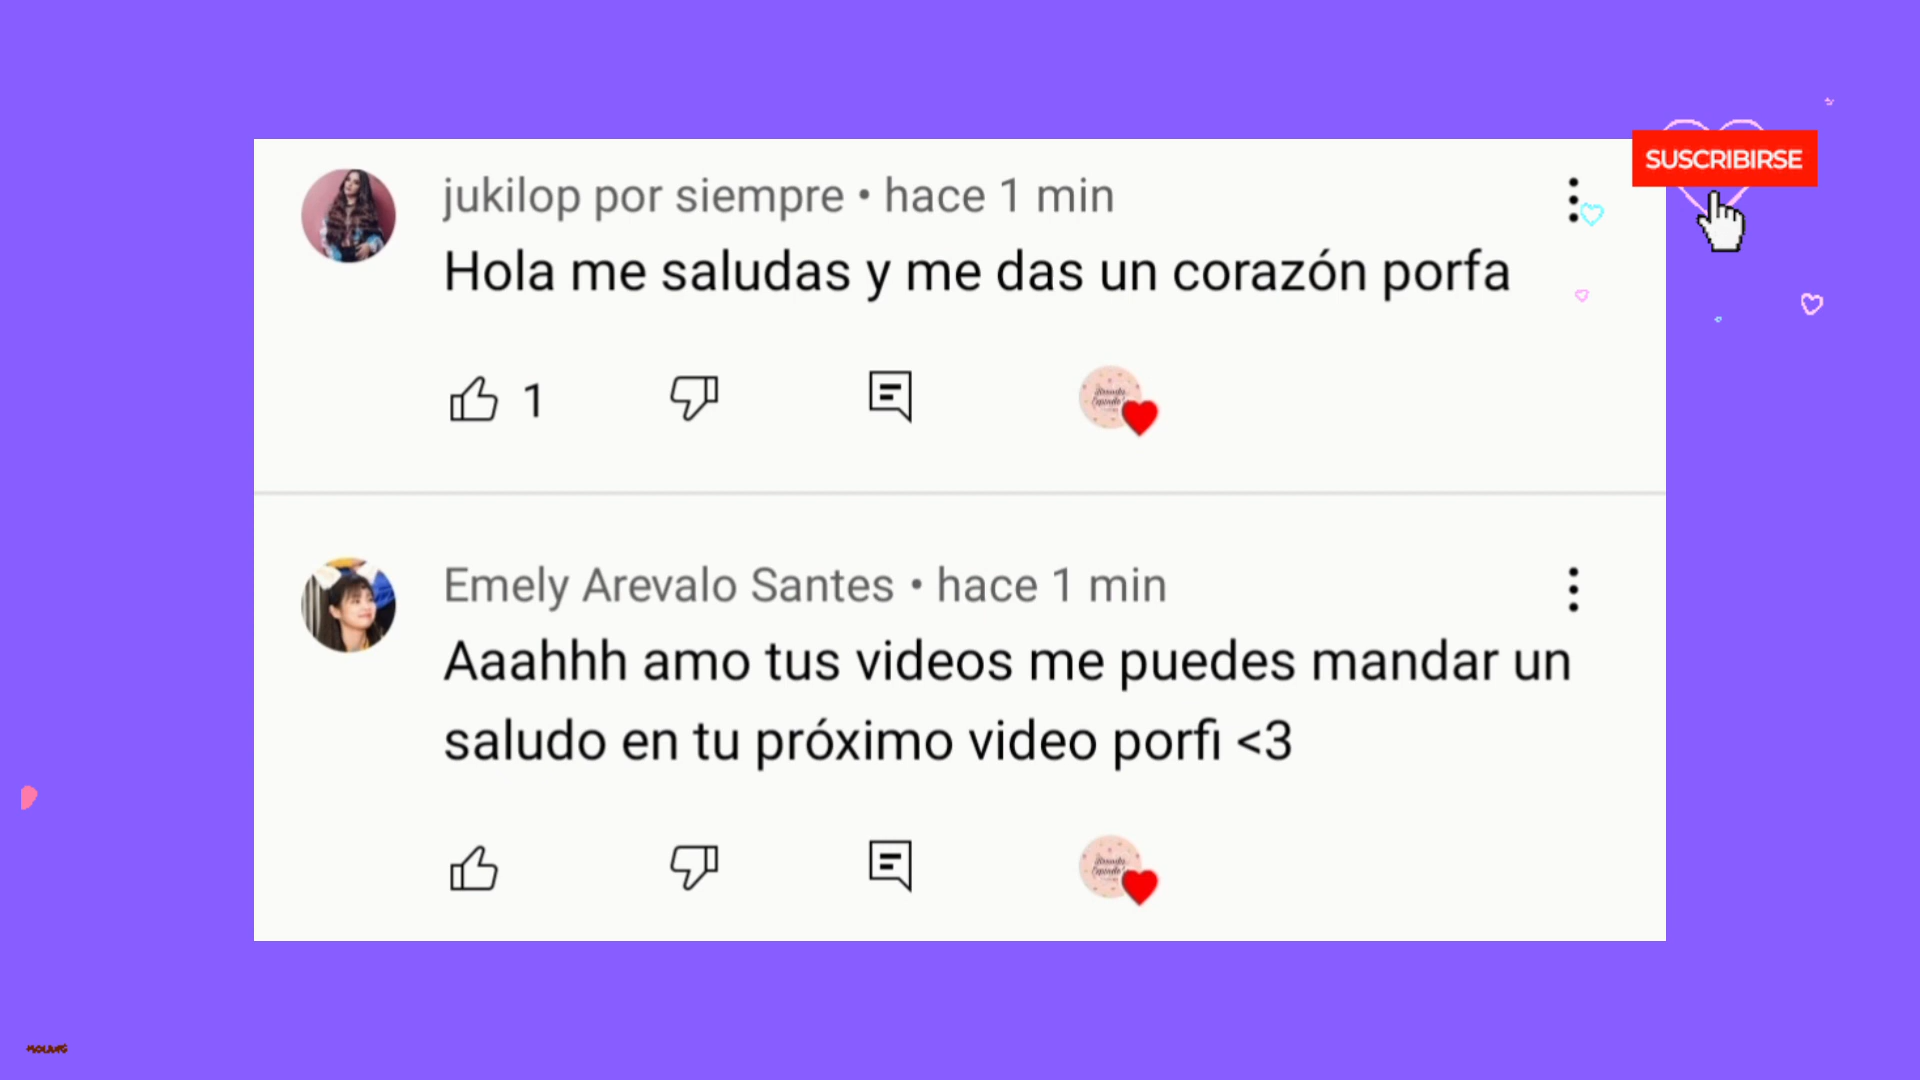 jukilop por siempre • hace 1 min
SUSCRIBIRSE
Hola me saludas y me das un corazón porfa
1
Emely Arevalo Santes • hace 1 min
Aaahhh amo tus videos me puedes mandar un
saludo en tu próximo video porfi <3
MOLANG